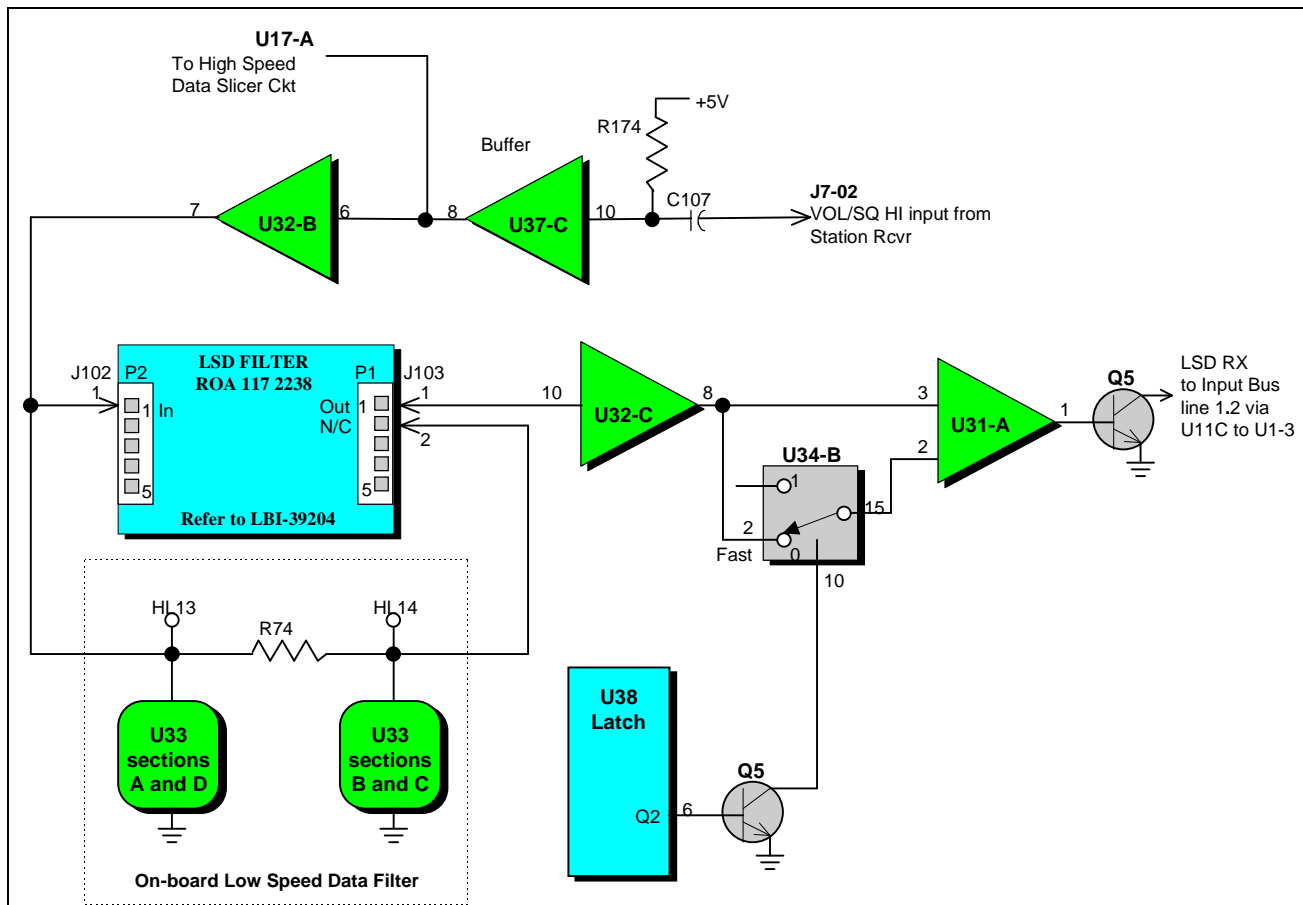 U17-A
To High Speed
Data Slicer Ckt
+5V
R174
Buffer
C107
J7-02
VOL/SQ HI input from
Station Rcvr
7
U32-B
6
8
U37-C
10
LSD FILTER
ROA 117 2238
J102
P2
P1
J103
1
1
In
Out
N/C
1
1
2
5
5
Refer to LBI-39204
10
U32-C
8
3
U31-A
2
1
Q5
LSD RX
to Input Bus
line 1.2 via
U11C to U1-3
U34-B
1
15
2
Fast
0
10
HL13
HL14
R74
U33
sections
A and D
U33
sections
B and C
On-board Low Speed Data Filter
U38
Latch
Q2
6
Q5